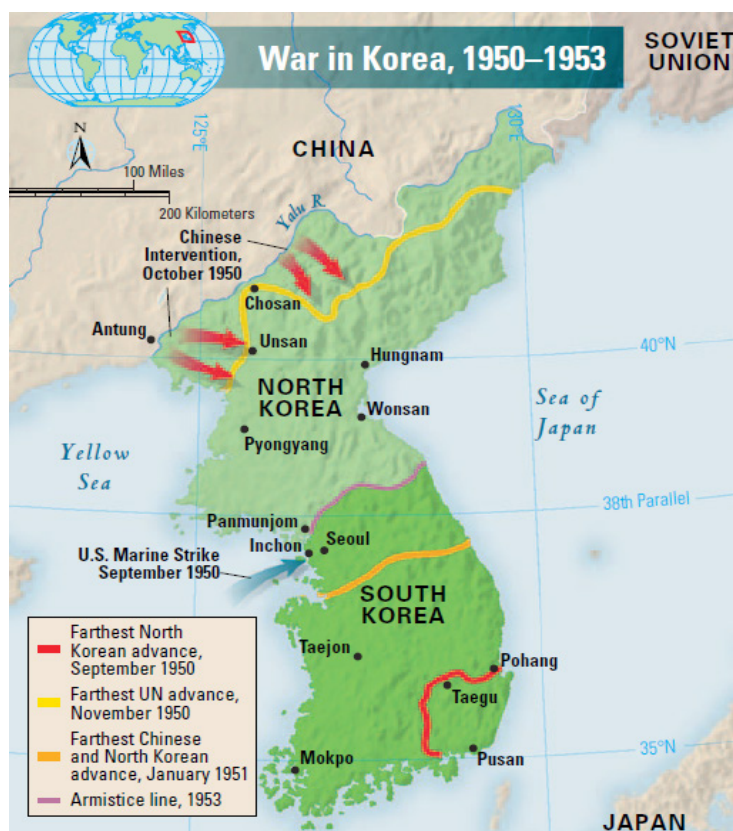 War in Korea, 1950–1953
SOVIET
UNION
125°E
130°E
N
CHINA
100 Miles
200 Kilometers
Yalu R.
Chinese
Intervention,
October 1950
Chosan
Antung
Unsan
Hungnam
40°N
NORTH
KOREA
Wonsan
Sea of
Japan
Pyongyang
Yellow
Sea
38th Parallel
Panmunjom
Inchon
Seoul
U.S. Marine Strike
September 1950
SOUTH
KOREA
Farthest North
Korean advance,
September 1950
Farthest UN advance,
November 1950
Farthest Chinese
and North Korean
advance, January 1951
Armistice line, 1953
Taejon
Pohang
Taegu
Mokpo
Pusan
35°N
JAPAN